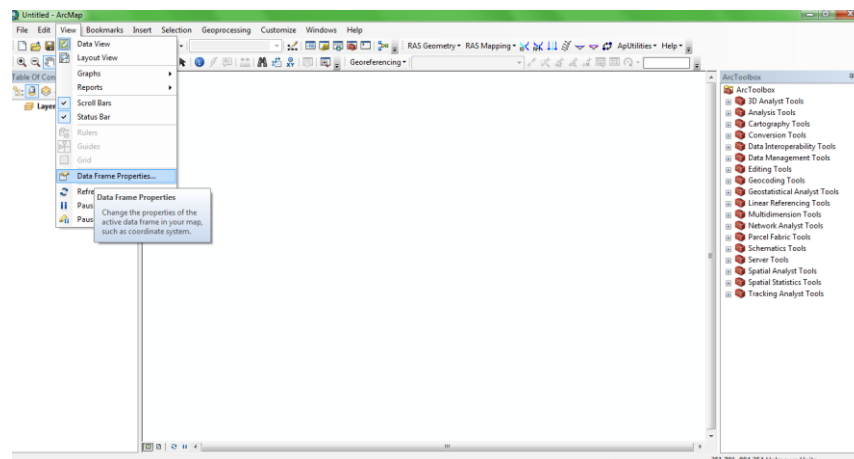 Untitled - ArcMap
File Edit View Bookmarks Insert Selection Geoprocessing Customize Windows Help
Data View
RAS Geometry RAS Mapping ApUtilities Help
Layout View
Georeferencing
Table Of Con
Graphs
Reports
Layer
Scroll Bars
Status Bar
Rulers
Guides
Grid
Data Frame Properties...
Refre
Paus
Paus
Data Frame Properties
Change the properties of the
active data frame in your map,
such as coordinate system.
ArcToolbox
ArcToolbox
3D Analyst Tools
Analysis Tools
Cartography Tools
Conversion Tools
Data Interoperability Tools
Data Management Tools
Editing Tools
Geocoding Tools
Geostatistical Analyst Tools
Linear Referencing Tools
Multidimension Tools
Network Analyst Tools
Parcel Fabric Tools
Schematics Tools
Server Tools
Spatial Analyst Tools
Spatial Statistics Tools
Tracking Analyst Tools